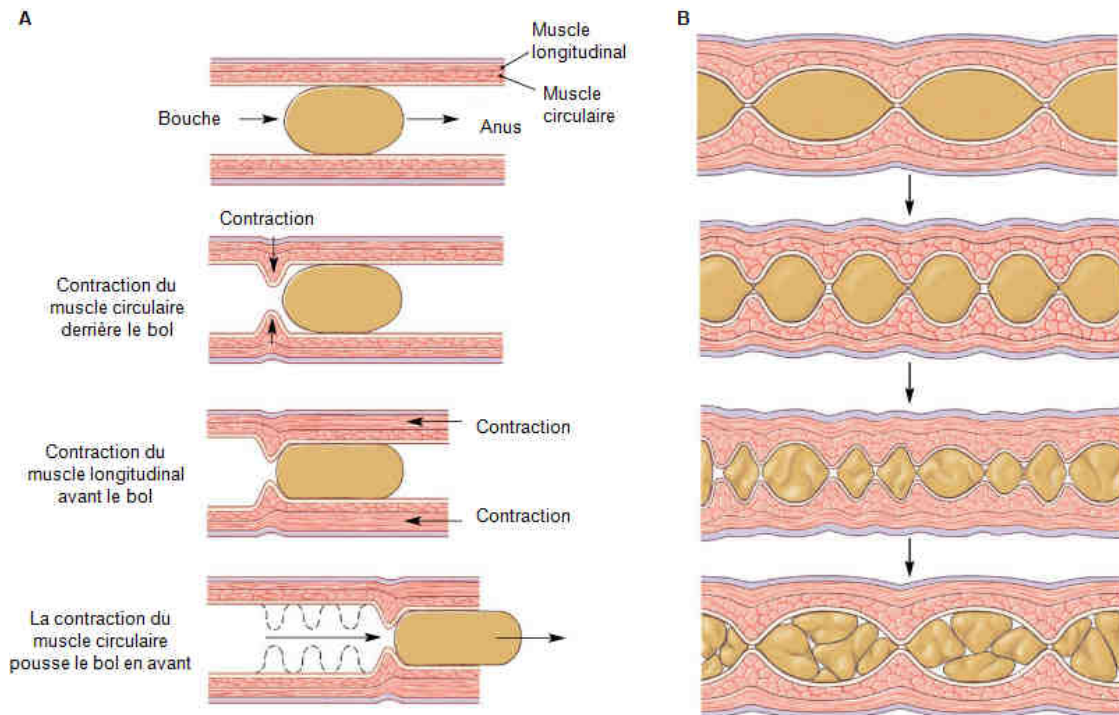 A
Muscle
longitudinal
Muscle
circulaire
Bouche
Anus
Contraction
Contraction du
muscle circulaire
derrière le bol
Contraction du
muscle longitudinal
avant le bol
Contraction
Contraction
La contraction du
muscle circulaire
pousse le bol en avant
B